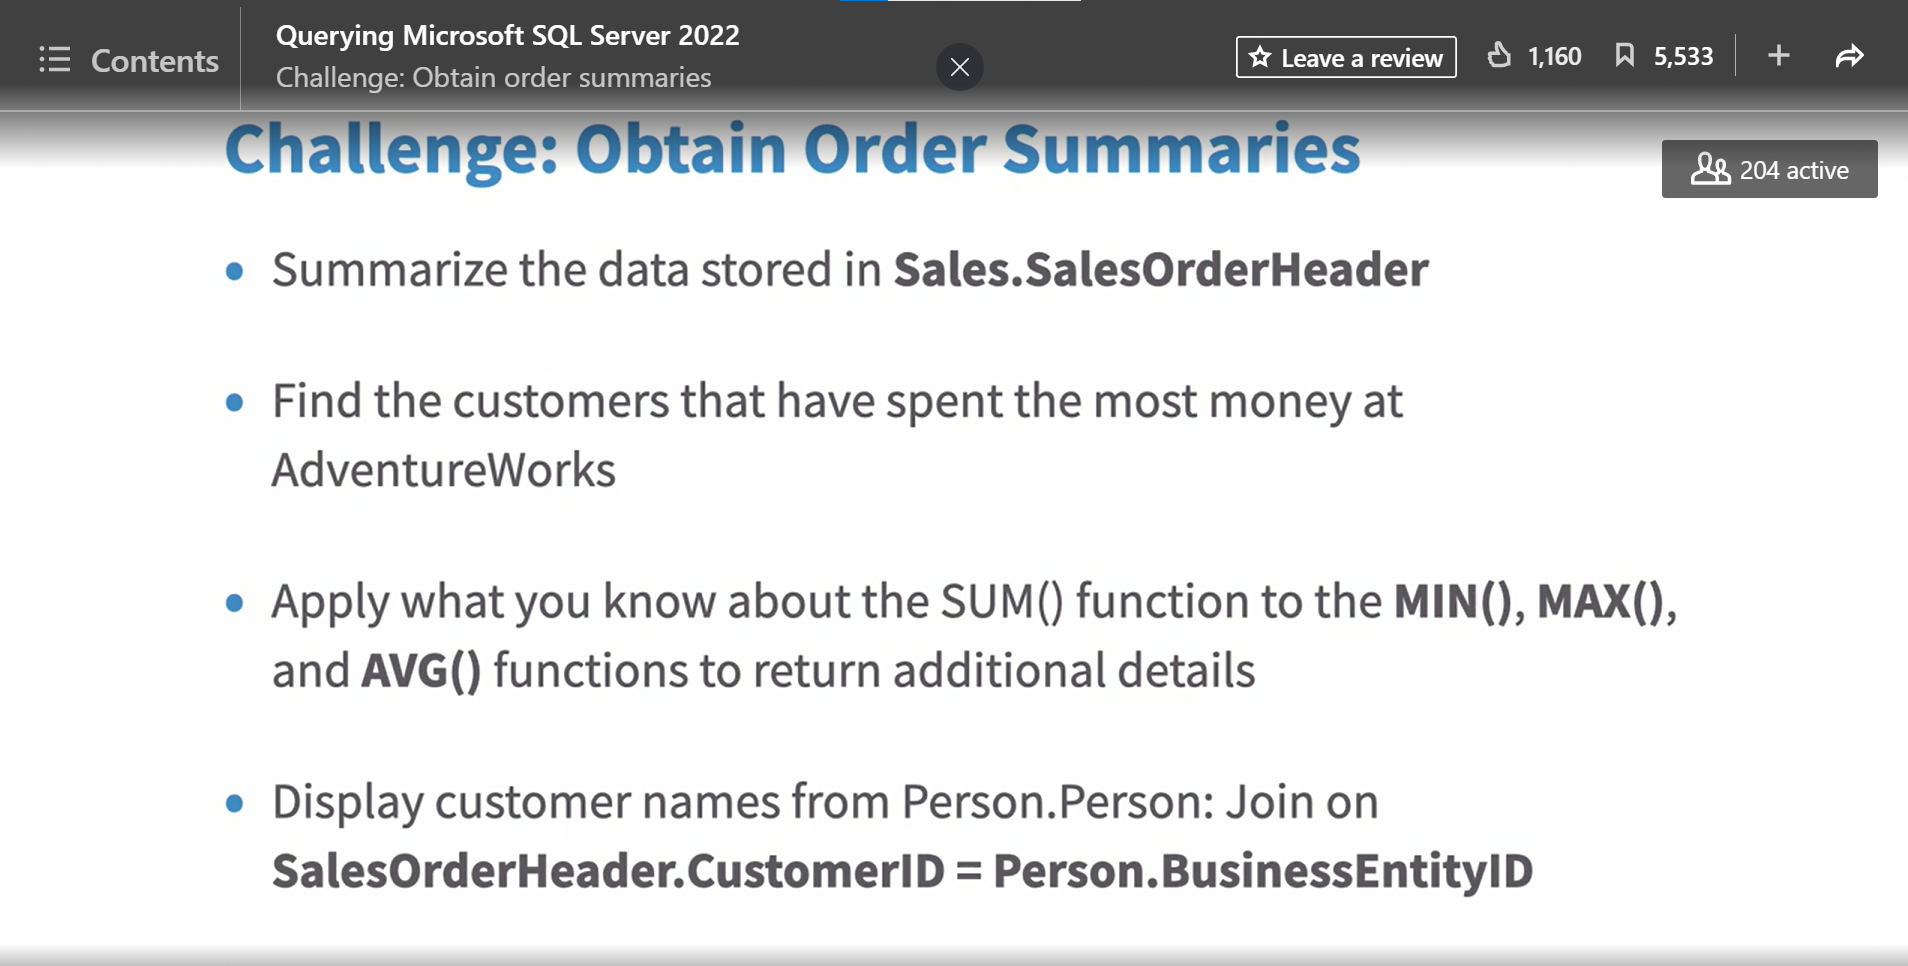 Contents
Querying Microsoft SQL Server 2022
Challenge: Obtain order summaries
Leave a review
1,160
5,533
Challenge: Obtain Order Summaries
204 active
• Summarize the data stored in Sales.SalesOrderHeader
• Find the customers that have spent the most money at
AdventureWorks
• Apply what you know about the SUM() function to the MIN(), MAX(),
and AVG() functions to return additional details
• Display customer names from Person.Person: Join on
SalesOrderHeader.CustomerID = Person.BusinessEntityID